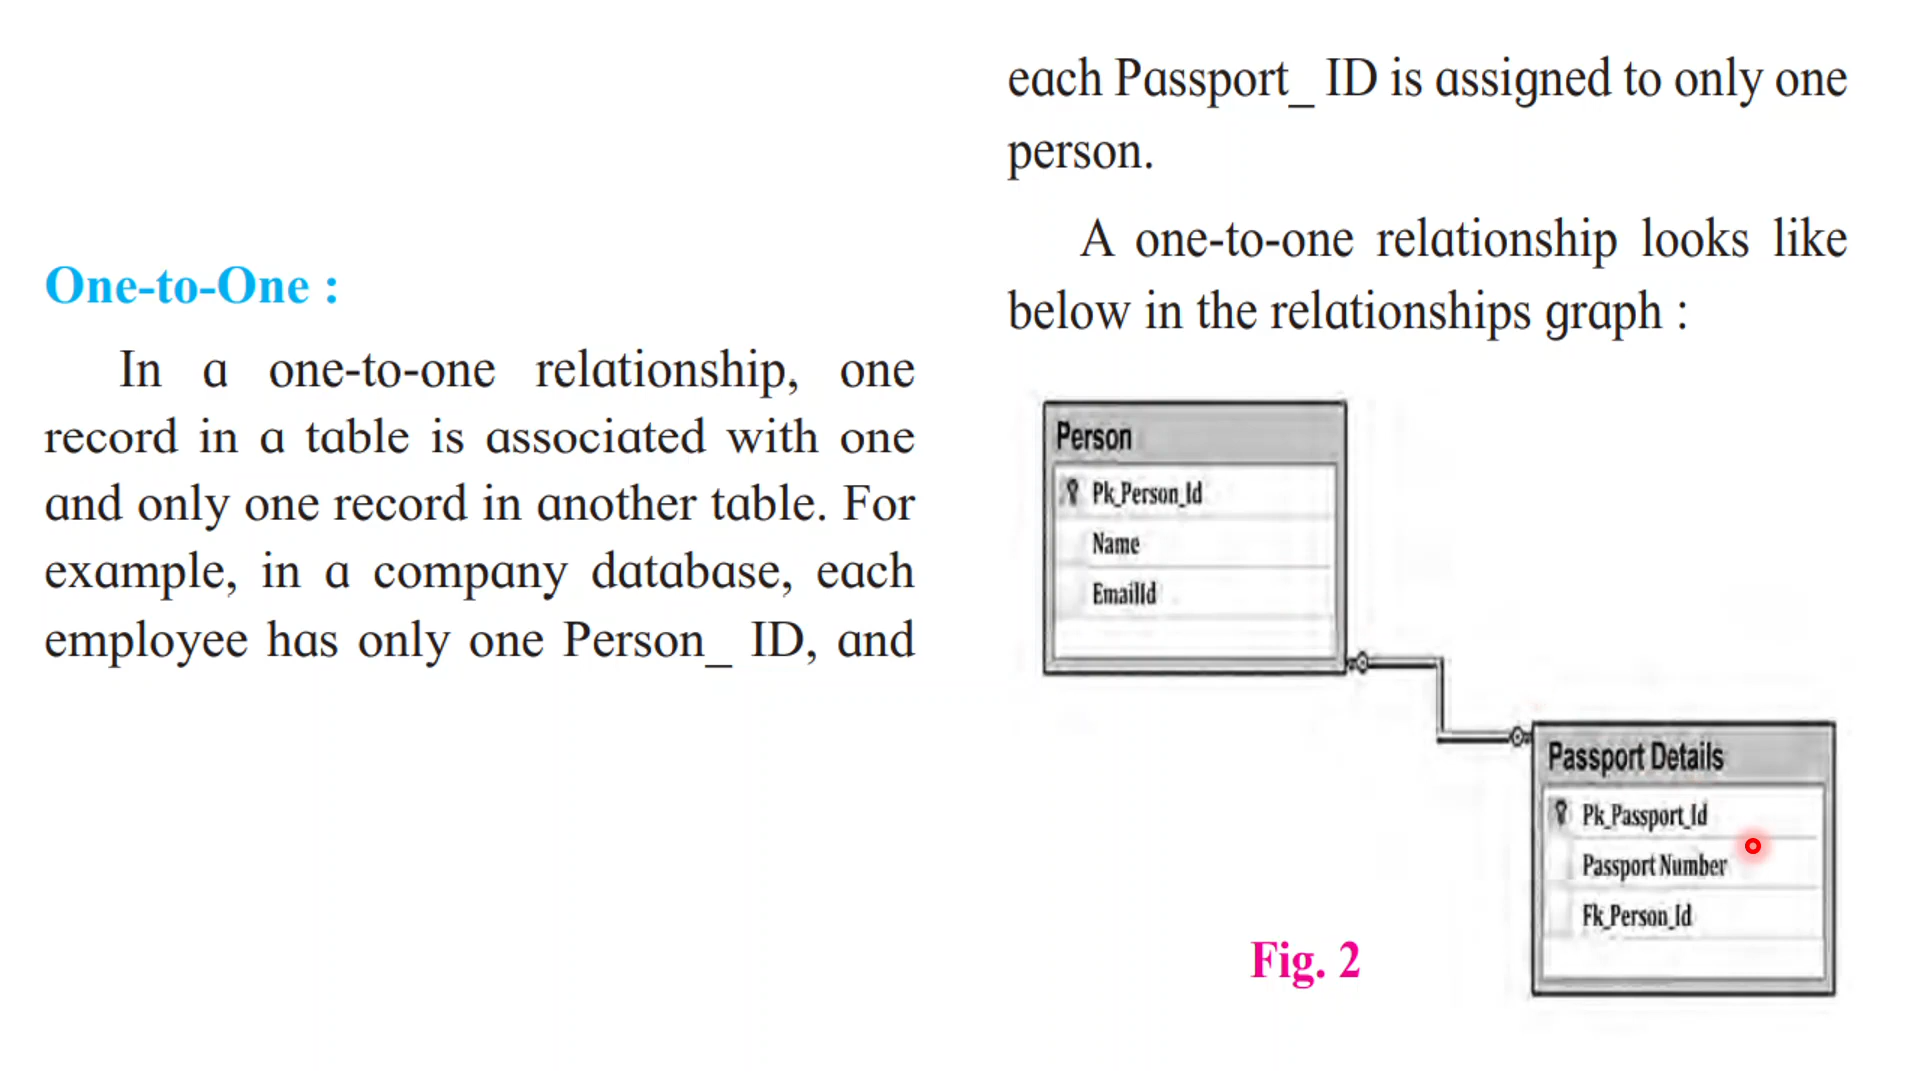 One-to-One :
In a one-to-one relationship, one
record in a table is associated with one
and only one record in another table. For
example, in a company database, each
employee has only one Person_ ID, and
each Passport_ ID is assigned to only one
person.
A one-to-one relationship looks like
below in the relationships graph :
Person
Pk_Person_Id
Name
EmailId
Passport Details
Pk_Passport_Id
Passport Number
Fk_Person_Id
Fig. 2